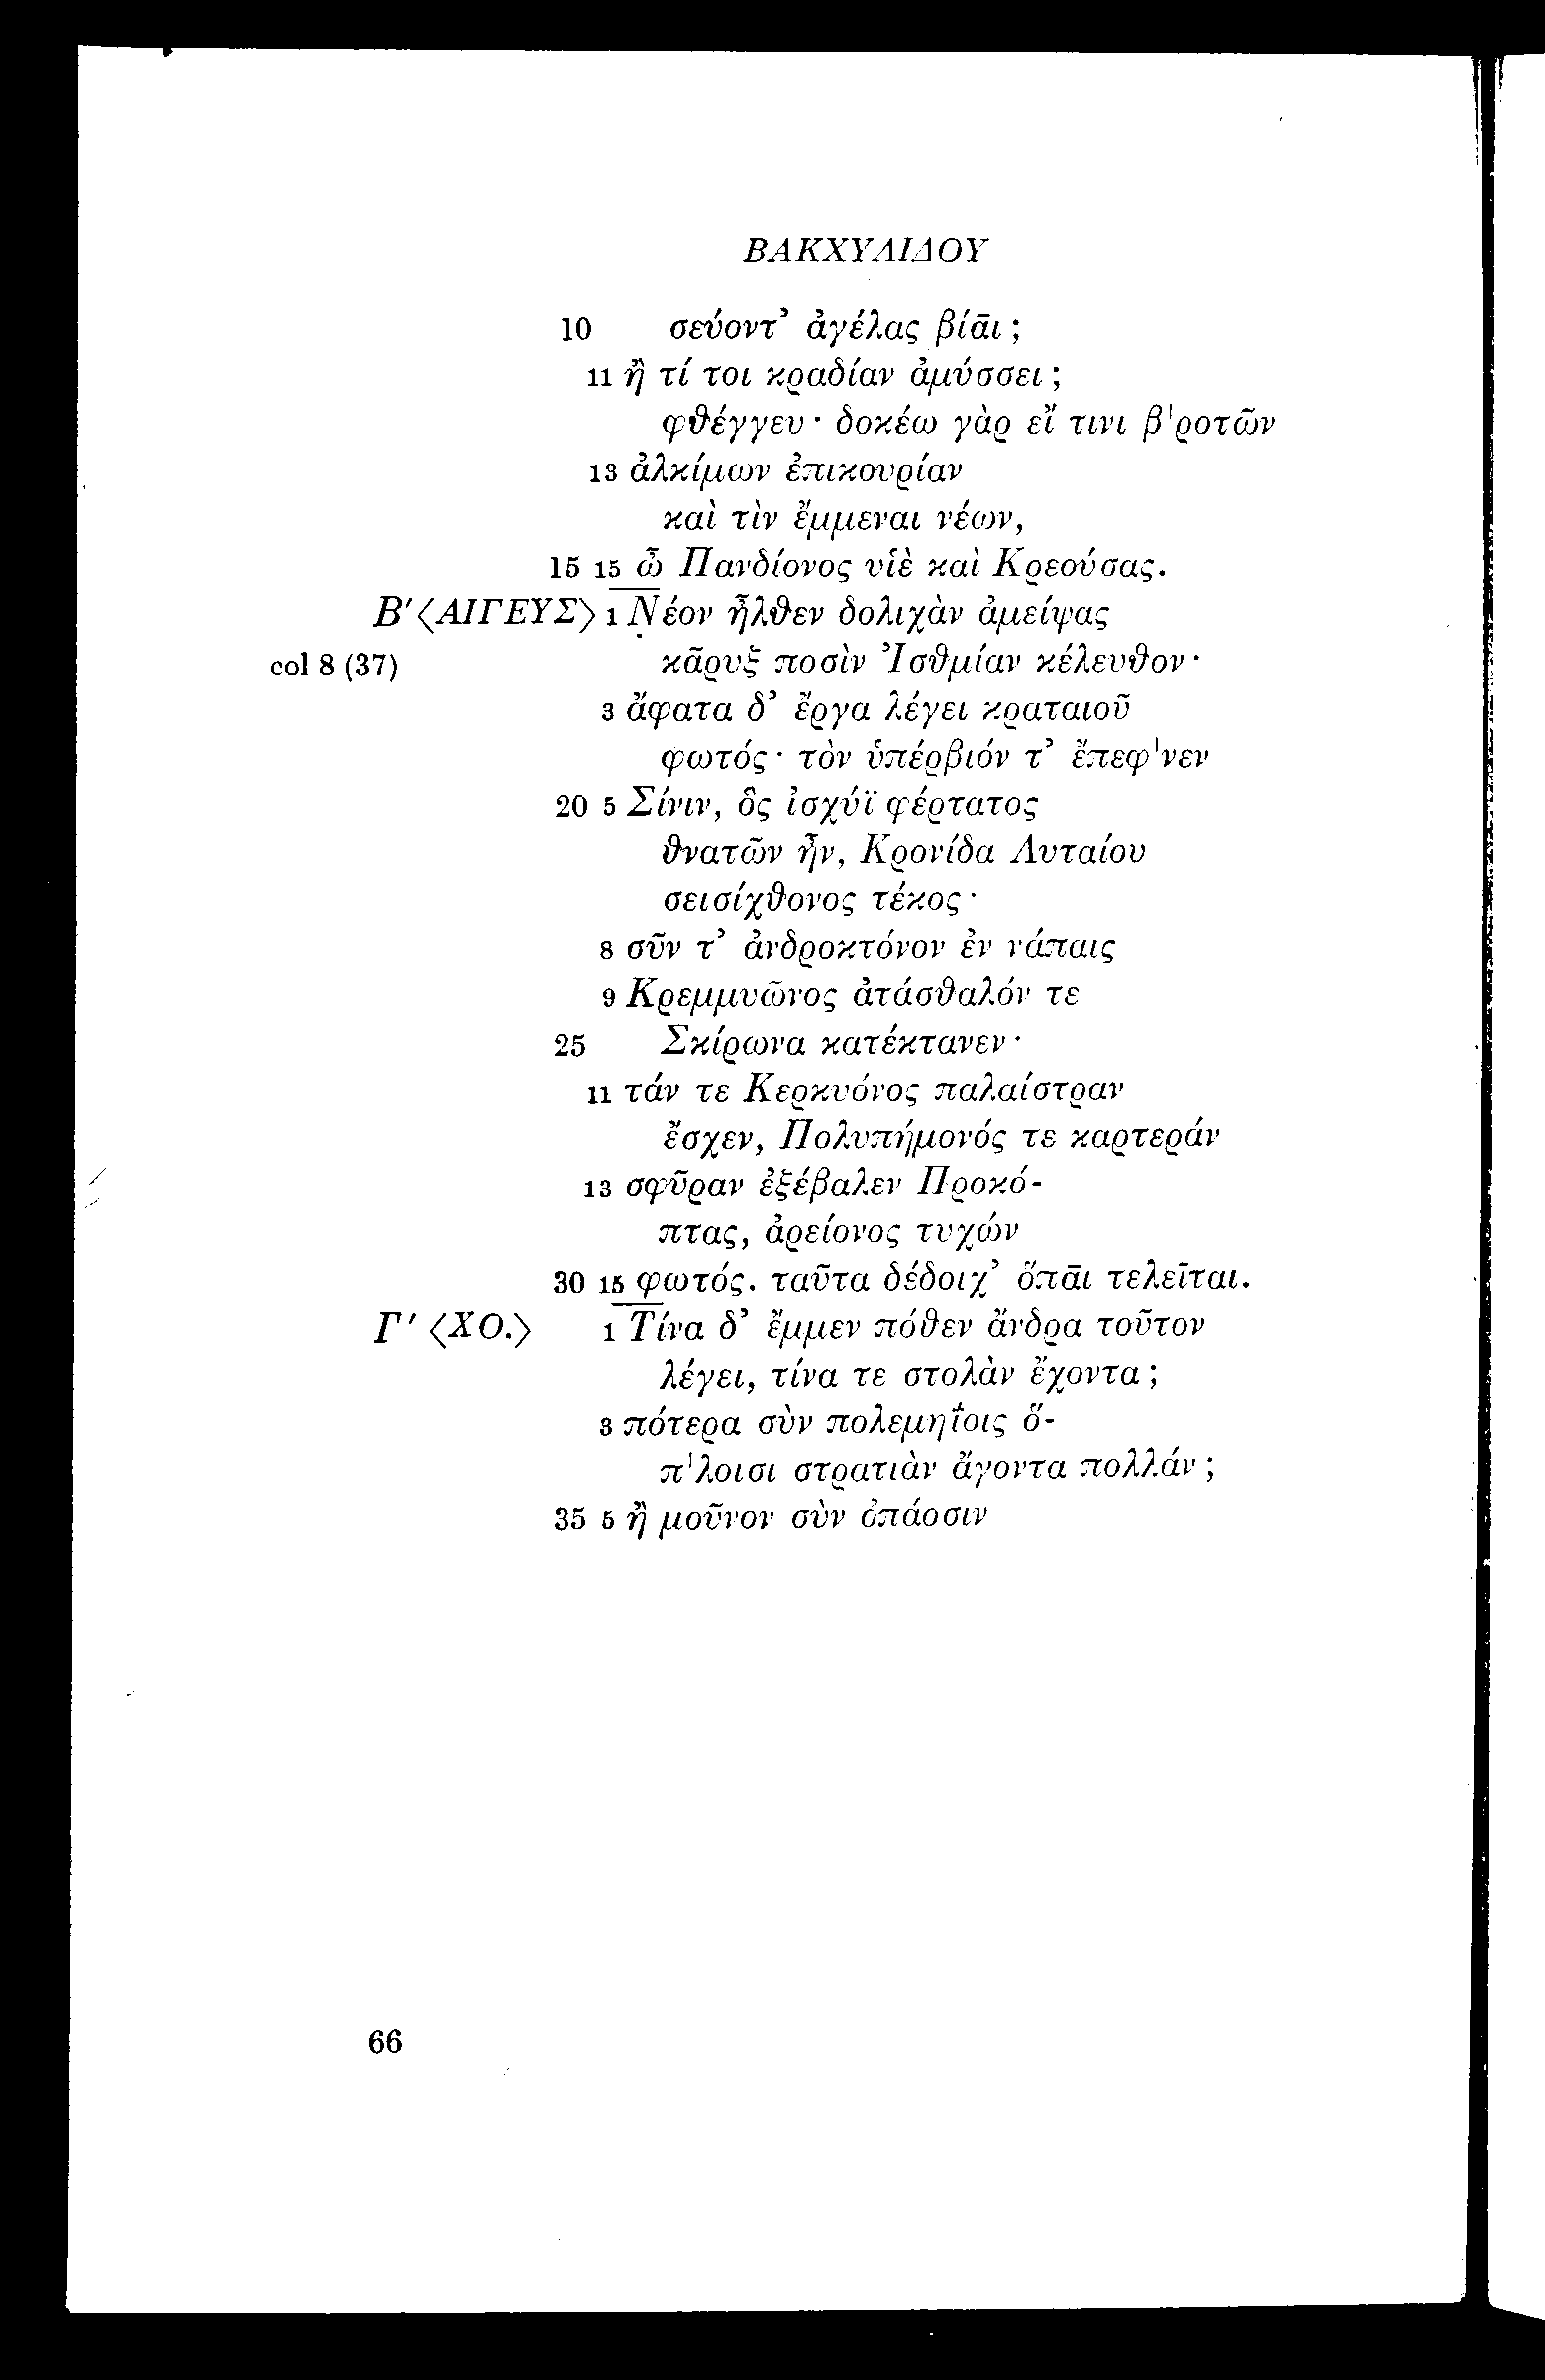 ΒΑΚΧΥΛΙΔΟΥ
10 σεύοντ’ ἀγέλας βίᾱι;
11 ἢ τί τοι κραδίαν ἀμύσσει;
φθέγγευ· δοκέω γὰρ εἴ τινι β'ροτῶν
13 ἀλκίμων ἐπικουρίαν
καὶ τὶν ἔμμεναι νέων,
15 15 ὦ Πανδίονος υἱὲ καὶ Κρεούσας.
Β′ ⟨ΑΙΓΕΥΣ⟩ 1 Νέον ἦλθεν δολιχὰν ἀμείψας
col 8 (37) κᾶρυξ ποσὶν Ἰσθμίαν κέλευθον·
3 ἄφατα δ’ ἔργα λέγει κραταιοῦ
φωτός· τὸν ὑπέρβιόν τ’ ἔπεφ'νεν
20 5 Σίνιν, ὃς ἰσχύϊ φέρτατος
θνατῶν ἦν, Κρονίδα Λυταίου
σεισίχθονος τέκος·
8 σῦν τ’ ἀνδροκτόνον ἐν νάπαις
9 Κρεμμυῶνος ἀτάσθαλόν τε
25 Σκίρωνα κατέκτανεν·
11 τάν τε Κερκυόνος παλαίστραν
ἔσχεν, Πολυπήμονός τε καρτεράν
13 σφῦραν ἐξέβαλεν Προκό-
πτας, ἀρείονος τυχών
30 15 φωτός. ταῦτα δέδοιχ’ ὅπᾱι τελεῖται.
Γ′ ⟨ΧΟ.⟩ 1 Τίνα δ’ ἔμμεν πόθεν ἄνδρα τοῦτον
λέγει, τίνα τε στολὰν ἔχοντα;
3 πότερα σὺν πολεμηΐοις ὅ-
π'λοισι στρατιὰν ἄγοντα πολλάν;
35 5 ἢ μοῦνον σὺν ὀπάοσιν
66